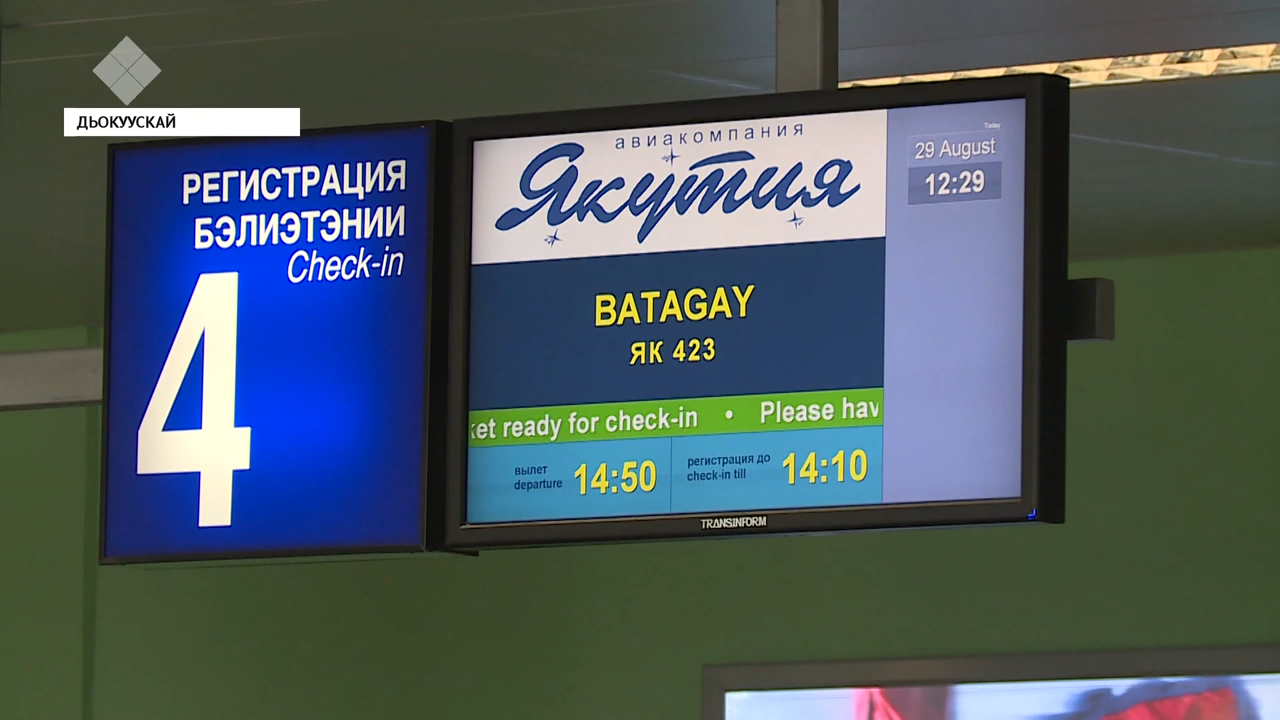 ДЬОКУУСКАЙ
РЕГИСТРАЦИЯ
БЭЛИЭТЭНИИ
Check-in
4
авиакомпания
Якутия
Today
29 August
12:29
BATAGAY
ЯК 423
ket ready for check-in • Please hav
вылет
departure
14:50
регистрация до
check-in till
14:10
TRANSINFORM